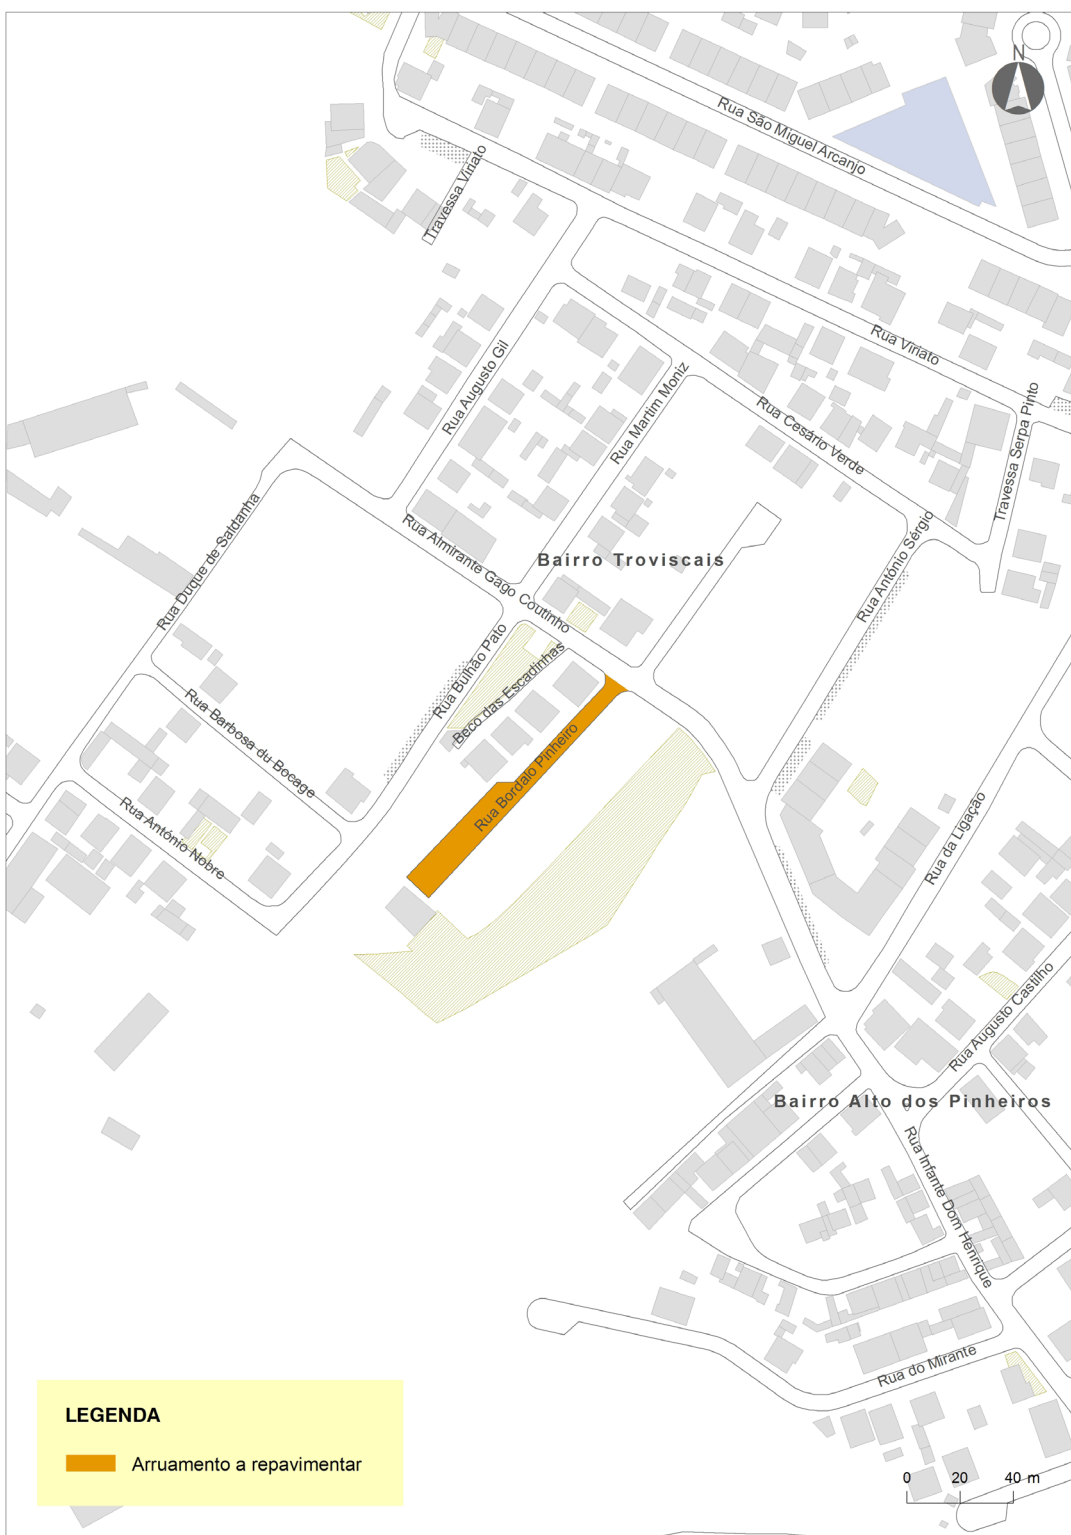 N
Rua São Miguel Arcanjo
Travessa Viriato
Rua Viriato
Rua Augusto Gil
Rua Martim Moniz
Travessa Serpa Pinto
Rua Cesário Verde
Rua Duque de Saldanha
Rua Almirante Gago Coutinho
Bairro Troviscais
Rua António Sérgio
Rua Bulhão Pato
Beco das Escadinhas
Rua Barbosa du Bocage
Rua Bordalo Pinheiro
Rua António Nobre
Rua da Ligação
Rua Augusto Castilho
Bairro Alto dos Pinheiros
Rua Infante Dom Henrique
Rua do Mirante
LEGENDA
Arruamento a repavimentar
0 20 40 m